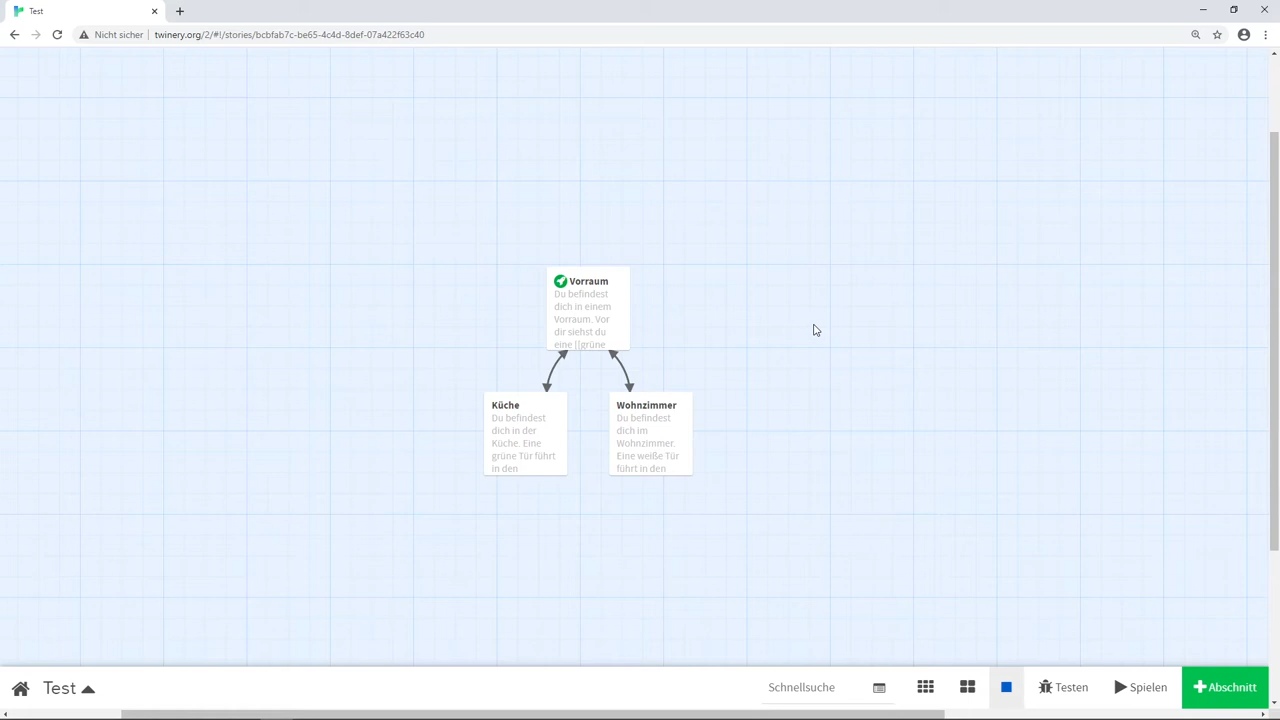 Test
Nicht sicher
twinery.org/2/#!/stories/bcbfab7c-be65-4c4d-8def-07a422f63c40
Vorraum
Du befindest
dich in einem
Vorraum. Vor
dir siehst du
eine [[grüne
Küche
Du befindest
dich in der
Küche. Eine
grüne Tür führt
in den
Wohnzimmer
Du befindest
dich im
Wohnzimmer.
Eine weiße Tür
führt in den
Test
Schnellsuche
Testen
Spielen
Abschnitt